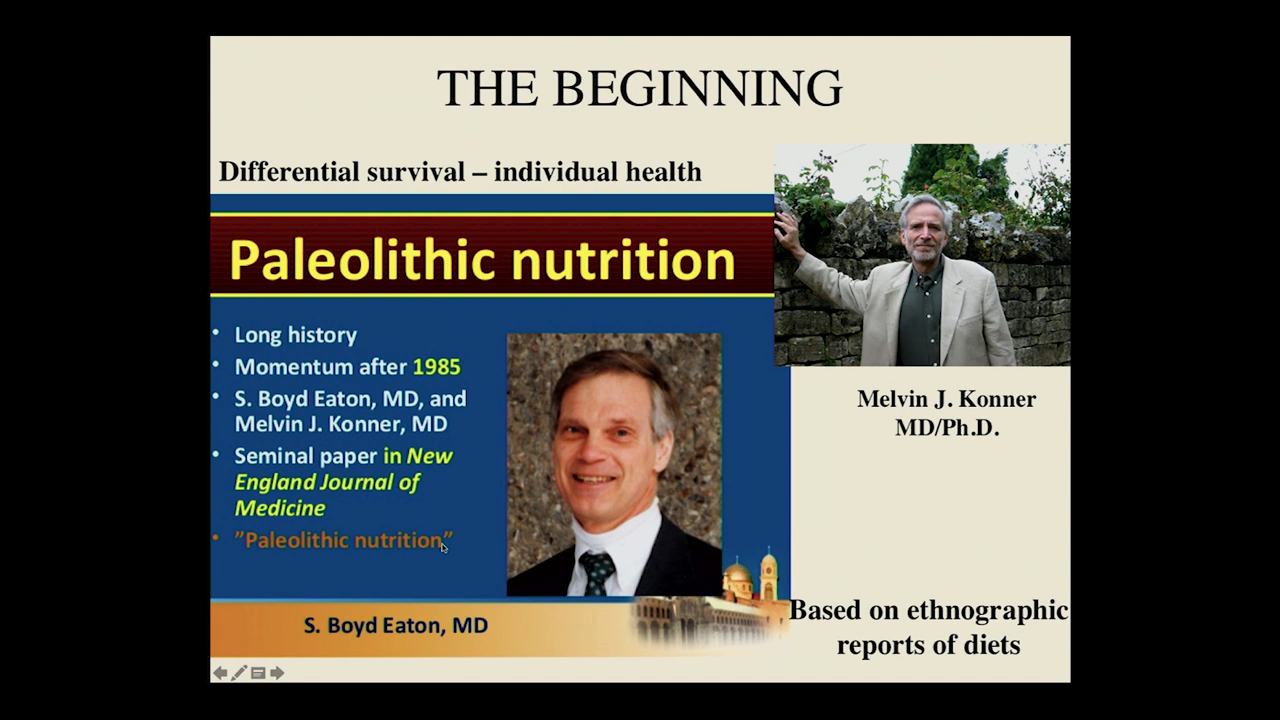 THE BEGINNING
Differential survival – individual health
Paleolithic nutrition
• Long history
• Momentum after 1985
• S. Boyd Eaton, MD, and
Melvin J. Konner, MD
• Seminal paper in New
England Journal of
Medicine
• ”Paleolithic nutrition”
S. Boyd Eaton, MD
Melvin J. Konner
MD/Ph.D.
Based on ethnographic
reports of diets